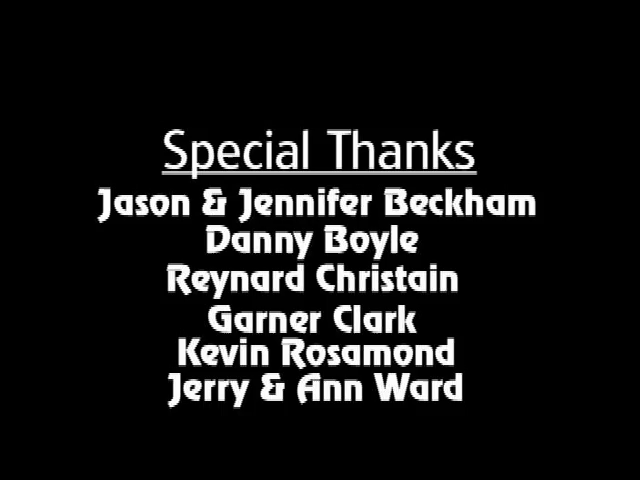 Special Thanks
Jason & Jennifer Beckham
Danny Boyle
Reynard Christain
Garner Clark
Kevin Rosamond
Jerry & Ann Ward